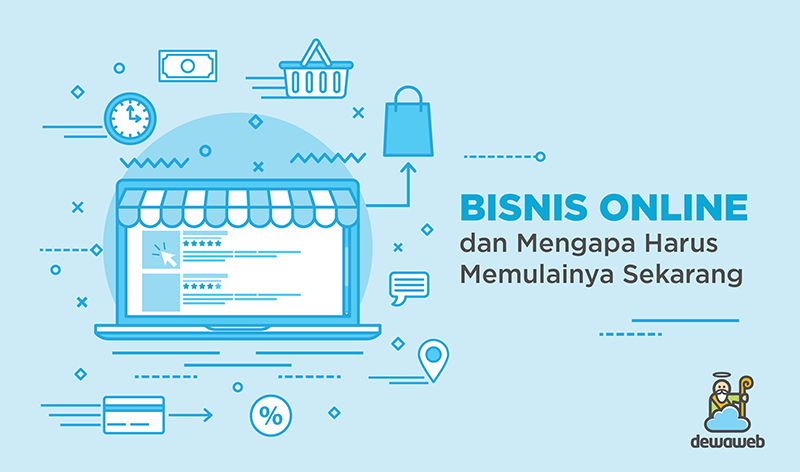 BISNIS ONLINE
dan Mengapa Harus
Memulainya Sekarang
%
dewaweb